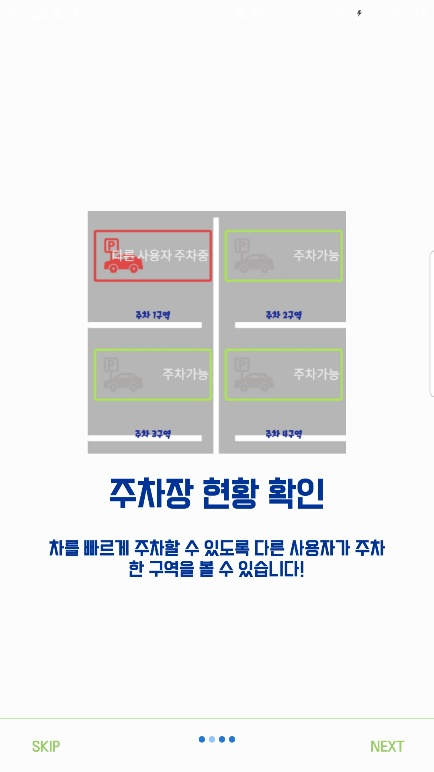 P 다른 사용자 주차중
주차 1구역
P 주차가능
주차 2구역
P 주차가능
주차 3구역
P 주차가능
주차 4구역
주차장 현황 확인
차를 빠르게 주차할 수 있도록 다른 사용자가 주차
한 구역을 볼 수 있습니다!
SKIP
NEXT